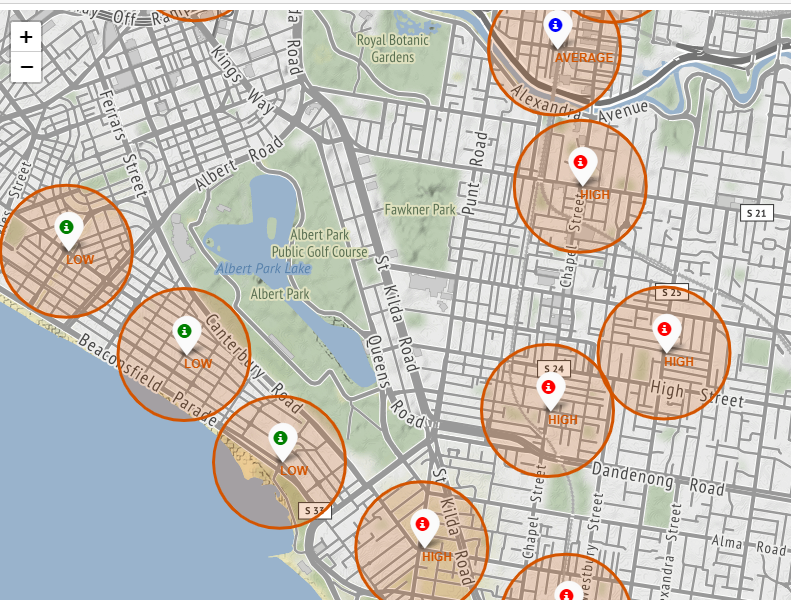 +
−
Kings Way
Royal Botanic
Gardens
AVERAGE
Alexandra Avenue
Ferrars Street
Albert Road
Punt Road
HIGH
Fawkner Park
S 21
Albert Park
Public Golf Course
Albert Park Lake
Albert Park
LOW
St Kilda Road
Chapel Street
S 25
HIGH
LOW
Canterbury Road
Beaconsfield Parade
Queens Road
S 24
HIGH
High Street
LOW
Dandenong Road
S 33
HIGH
St Kilda Road
Chapel Street
Alma Road